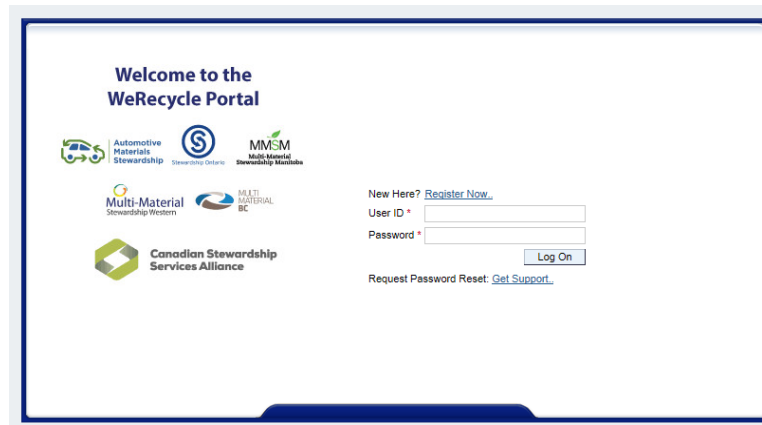 Welcome to the
WeRecycle Portal
Automotive
Materials
Stewardship
Stewardship Ontario
MMSM
Multi-Material
Stewardship Manitoba
Multi-Material
Stewardship Western
MULTI
MATERIAL
BC
Canadian Stewardship
Services Alliance
New Here? Register Now..
User ID *
Password *
Log On
Request Password Reset: Get Support..